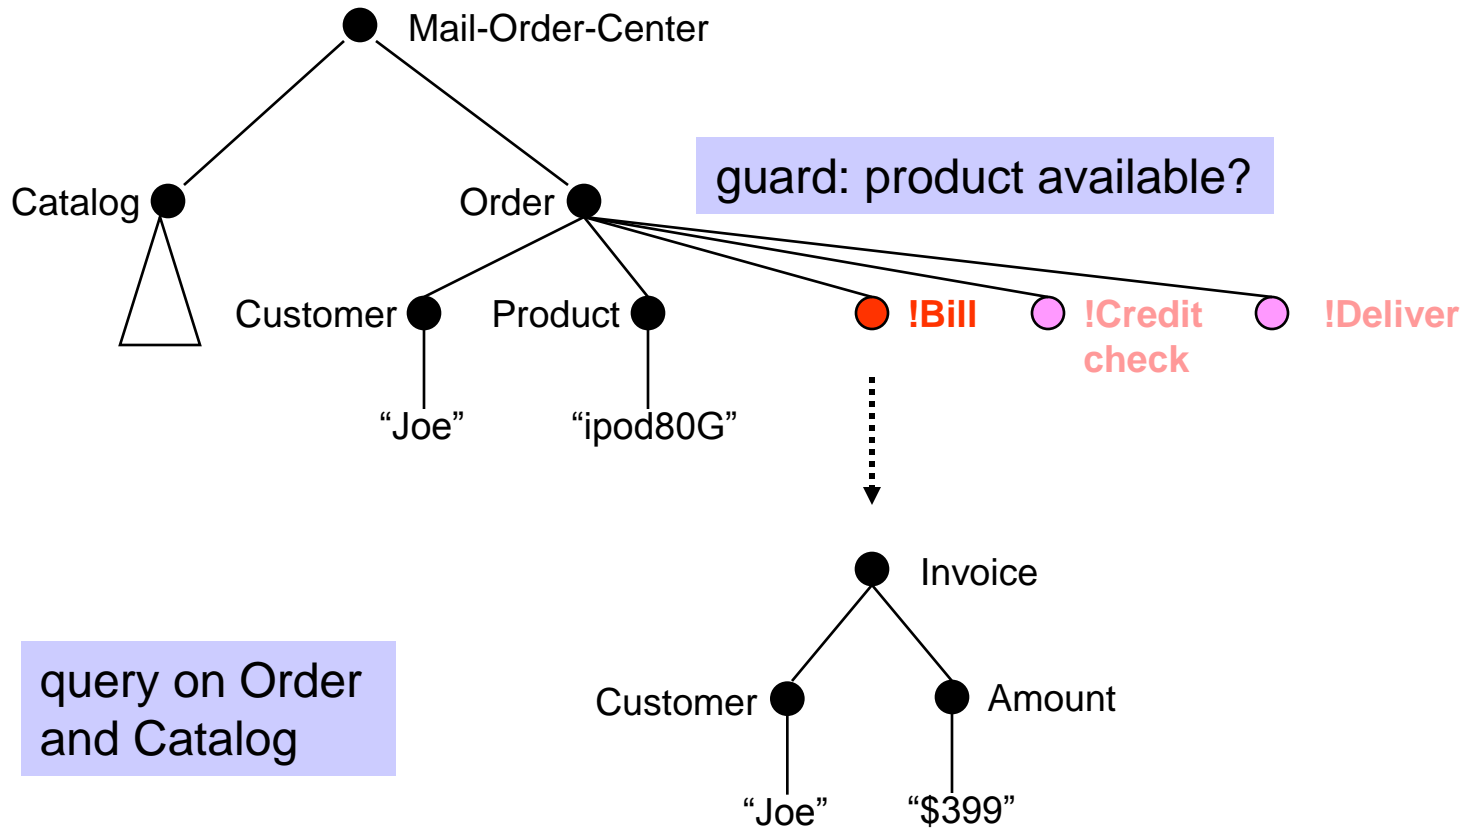 Mail-Order-Center
guard: product available?
Catalog
Order
Customer
Product
!Bill
!Credit
check
!Deliver
“Joe”
“ipod80G”
Invoice
query on Order
and Catalog
Customer
Amount
“Joe”
“$399”